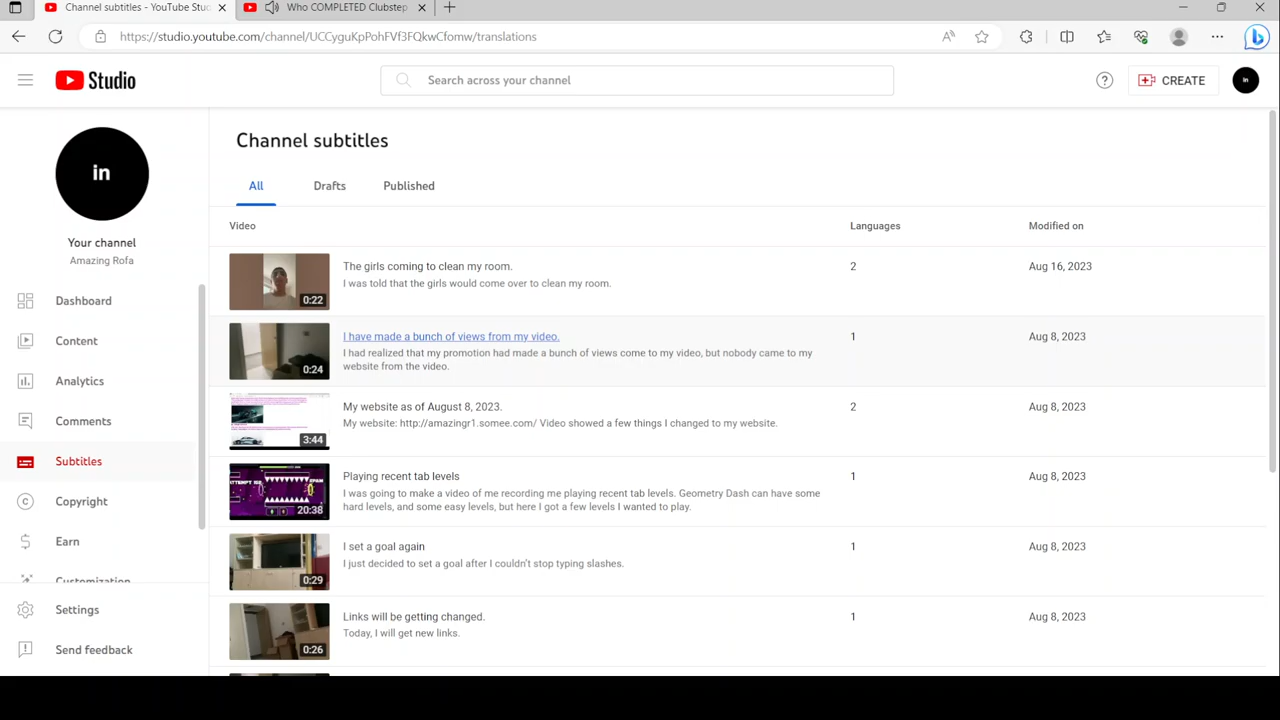 Channel subtitles - YouTube Stu
Who COMPLETED Clubstep
https://studio.youtube.com/channel/UCCyguKpPohFVf3FQkwCfomw/translations
Studio
Search across your channel
CREATE
in
in
Your channel
Amazing Rofa
Dashboard
Content
Analytics
Comments
Subtitles
Copyright
Earn
Customization
Settings
Send feedback
Channel subtitles
All Drafts Published
Video Languages Modified on
The girls coming to clean my room. 2 Aug 16, 2023
I was told that the girls would come over to clean my room.
0:22
I have made a bunch of views from my video. 1 Aug 8, 2023
I had realized that my promotion had made a bunch of views come to my video, but nobody came to my
website from the video.
0:24
My website as of August 8, 2023. 2 Aug 8, 2023
My website: http://amazingr1.somee.com/ Video showed a few things I changed to my website.
3:44
Playing recent tab levels 1 Aug 8, 2023
I was going to make a video of me recording me playing recent tab levels. Geometry Dash can have some
hard levels, and some easy levels, but here I got a few levels I wanted to play.
20:38
I set a goal again 1 Aug 8, 2023
I just decided to set a goal after I couldn't stop typing slashes.
0:29
Links will be getting changed. 1 Aug 8, 2023
Today, I will get new links.
0:26